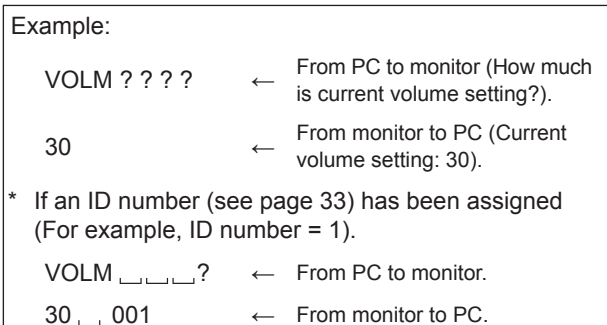 Example:
VOLM ? ? ? ? ← From PC to monitor (How much
is current volume setting?).
30 ← From monitor to PC (Current
volume setting: 30).
* If an ID number (see page 33) has been assigned
(For example, ID number = 1).
VOLM ␣␣␣? ← From PC to monitor.
30␣␣001 ← From monitor to PC.